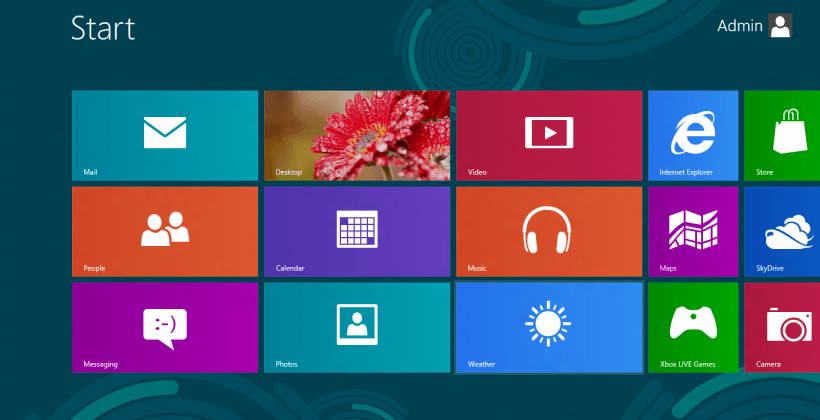 Start
Admin
Mail
Desktop
Video
Internet Explorer
Store
People
Calendar
Music
Maps
SkyDrive
:-)
Messaging
Photos
Weather
Xbox LIVE Games
Camera